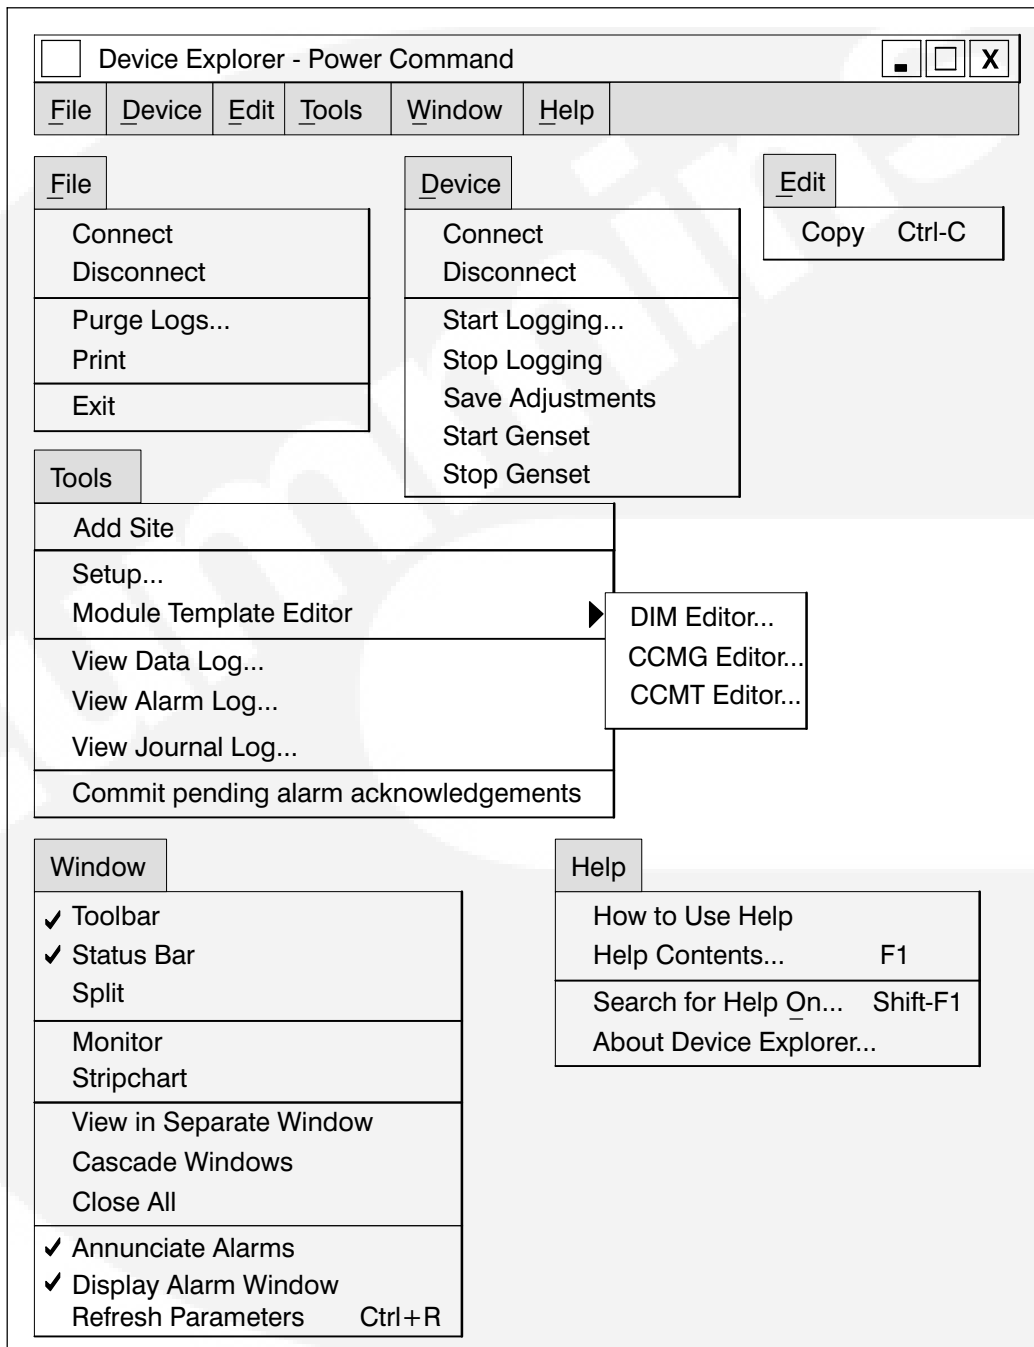 Device Explorer - Power Command
X
File Device Edit Tools Window Help
File
Connect
Disconnect
Purge Logs...
Print
Exit
Device
Connect
Disconnect
Start Logging...
Stop Logging
Save Adjustments
Start Genset
Stop Genset
Edit
Copy Ctrl-C
Tools
Add Site
Setup...
Module Template Editor
DIM Editor...
CCMG Editor...
CCMT Editor...
View Data Log...
View Alarm Log...
View Journal Log...
Commit pending alarm acknowledgements
Window
Toolbar
Status Bar
Split
Monitor
Stripchart
View in Separate Window
Cascade Windows
Close All
Annunciate Alarms
Display Alarm Window
Refresh Parameters Ctrl+R
Help
How to Use Help
Help Contents... F1
Search for Help On... Shift-F1
About Device Explorer...